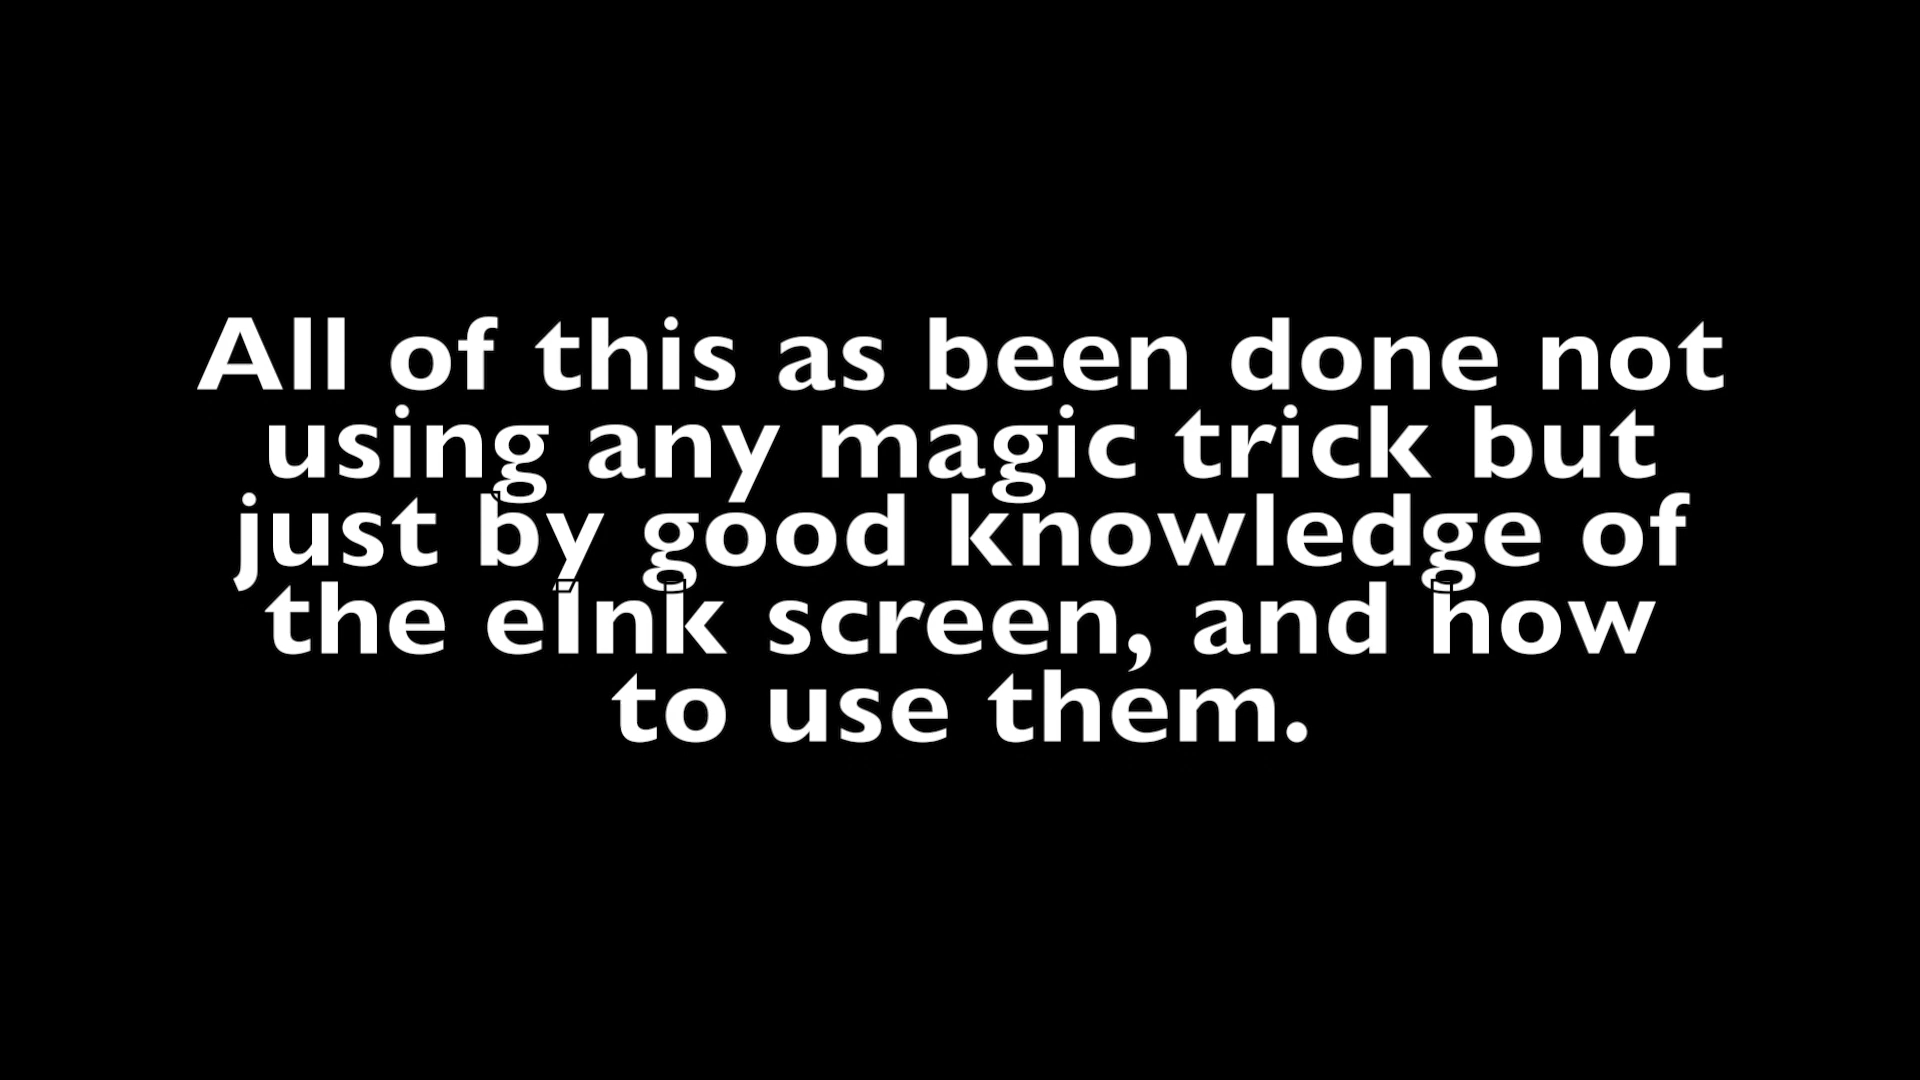 All of this as been done not
using any magic trick but
just by good knowledge of
the eInk screen, and how
to use them.